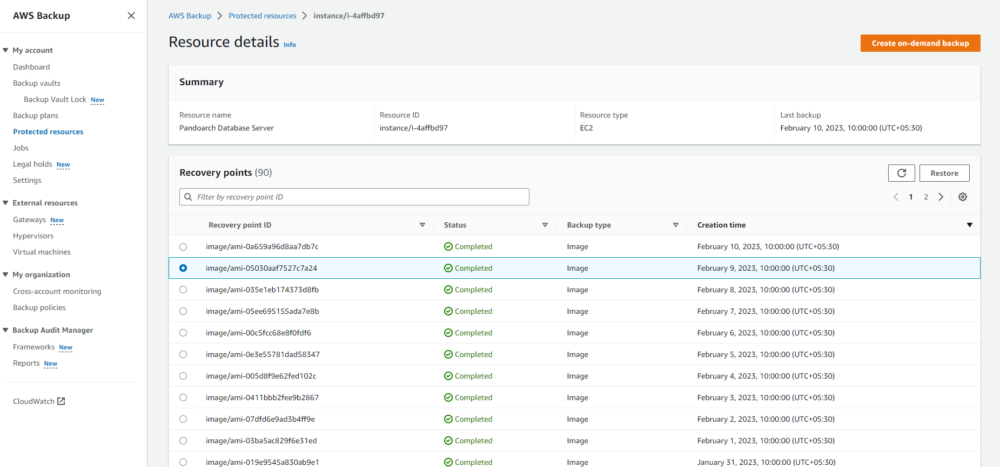 AWS Backup
My account
Dashboard
Backup vaults
Backup Vault Lock New
Backup plans
Protected resources
Jobs
Legal holds New
Settings
External resources
Gateways New
Hypervisors
Virtual machines
My organization
Cross-account monitoring
Backup policies
Backup Audit Manager
Frameworks New
Reports New
CloudWatch
AWS Backup > Protected resources > instance/i-4affbd97
Resource details Info
Create on-demand backup
Summary
Resource name Resource ID Resource type Last backup
Pandoarch Database Server instance/i-4affbd97 EC2 February 10, 2023, 10:00:00 (UTC+05:30)
Recovery points (90)
Restore
Filter by recovery point ID
1 2
Recovery point ID Status Backup type Creation time
image/ami-0a659a96d8aa7db7c Completed Image February 10, 2023, 10:00:00 (UTC+05:30)
image/ami-05030aaf7527c7a24 Completed Image February 9, 2023, 10:00:00 (UTC+05:30)
image/ami-035e1eb174373d8fb Completed Image February 8, 2023, 10:00:00 (UTC+05:30)
image/ami-05ee695155ada7e8b Completed Image February 7, 2023, 10:00:00 (UTC+05:30)
image/ami-00c5fcc68e8f0fdf6 Completed Image February 6, 2023, 10:00:00 (UTC+05:30)
image/ami-0e3e55781dad58347 Completed Image February 5, 2023, 10:00:00 (UTC+05:30)
image/ami-005d8f9e62fed102c Completed Image February 4, 2023, 10:00:00 (UTC+05:30)
image/ami-0411bbb2fee9b2867 Completed Image February 3, 2023, 10:00:00 (UTC+05:30)
image/ami-07dfd6e9ad3b4ff9e Completed Image February 2, 2023, 10:00:00 (UTC+05:30)
image/ami-03ba5ac829f6e31ed Completed Image February 1, 2023, 10:00:00 (UTC+05:30)
image/ami-019e9545a830ab9e1 Completed Image January 31, 2023, 10:00:00 (UTC+05:30)